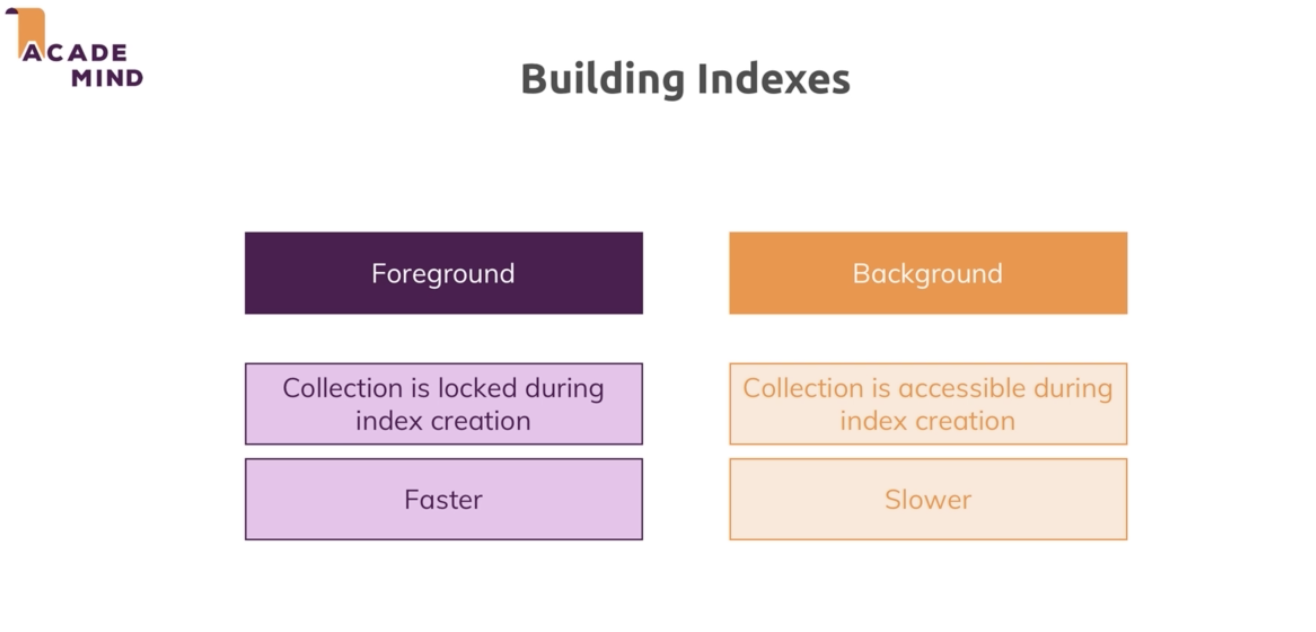 ACADE
MIND
Building Indexes
Foreground
Background
Collection is locked during
index creation
Collection is accessible during
index creation
Faster
Slower